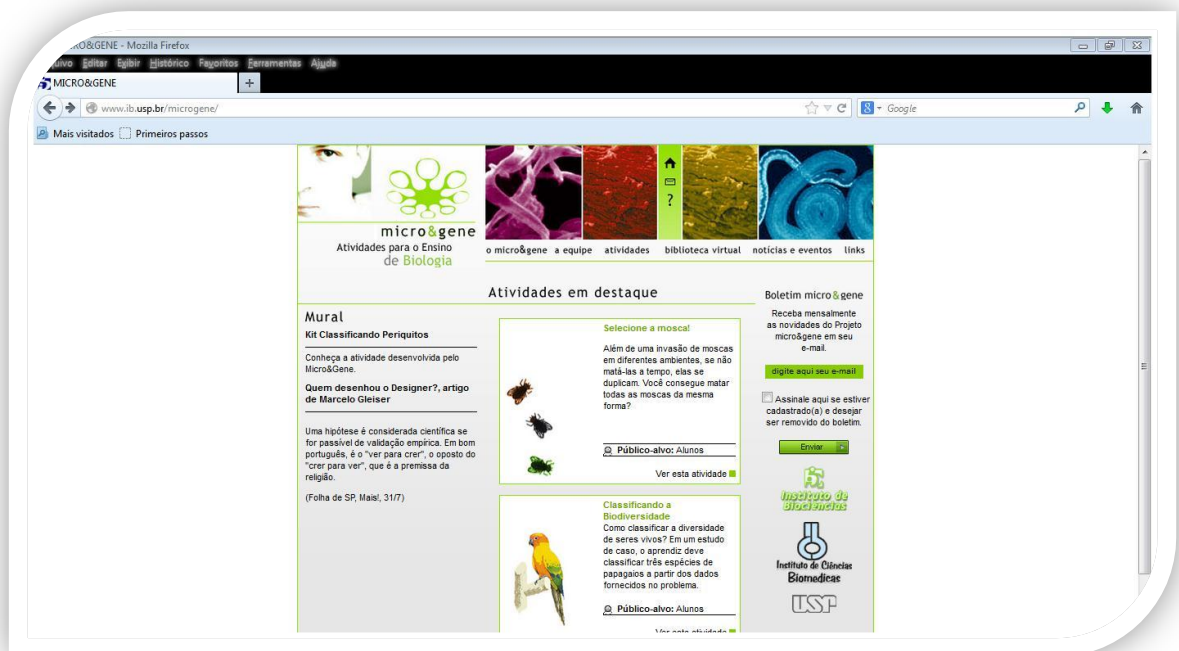 RO&GENE - Mozilla Firefox
Editar Exibir Histórico Favoritos Ferramentas Ajuda
MICRO&GENE
www.ib.usp.br/microgene/
Google
Mais visitados Primeiros passos
micro&gene
Atividades para o Ensino
de Biologia
?
o micro&gene a equipe atividades biblioteca virtual notícias e eventos links
Atividades em destaque
Mural
Kit Classificando Periquitos
Conheça a atividade desenvolvida pelo
Micro&Gene.
Quem desenhou o Designer?, artigo
de Marcelo Gleiser
Uma hipótese é considerada científica se
for passível de validação empírica. Em bom
português, é o "ver para crer", o oposto do
"crer para ver", que é a premissa da
religião.
(Folha de SP, Mais!, 31/7)
Selecione a mosca!
Além de uma invasão de moscas
em diferentes ambientes, se não
matá-las a tempo, elas se
duplicam. Você consegue matar
todas as moscas da mesma
forma?
Público-alvo: Alunos
Ver esta atividade
Classificando a
Biodiversidade
Como classificar a diversidade
de seres vivos? Em um estudo
de caso, o aprendiz deve
classificar três espécies de
papagaios a partir dos dados
fornecidos no problema.
Público-alvo: Alunos
Ver esta atividade
Boletim micro&gene
Receba mensalmente
as novidades do Projeto
micro&gene em seu
e-mail.
digite aqui seu e-mail
Assinale aqui se estiver
cadastrado(a) e desejar
ser removido do boletim.
Enviar
Instituto de
Biociências
Instituto de Ciências
Biomedicas
USP